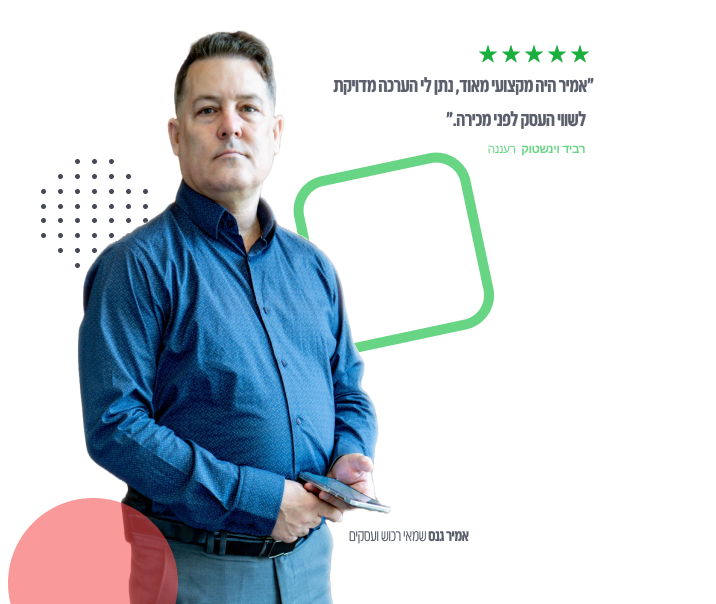 "אמיר היה מקצועי מאוד, נתן לי הערכה מדויקת
לשווי העסק לפני מכירה."
רביד וינשטוק רעננה
אמיר גנס שמאי רכוש ועסקים